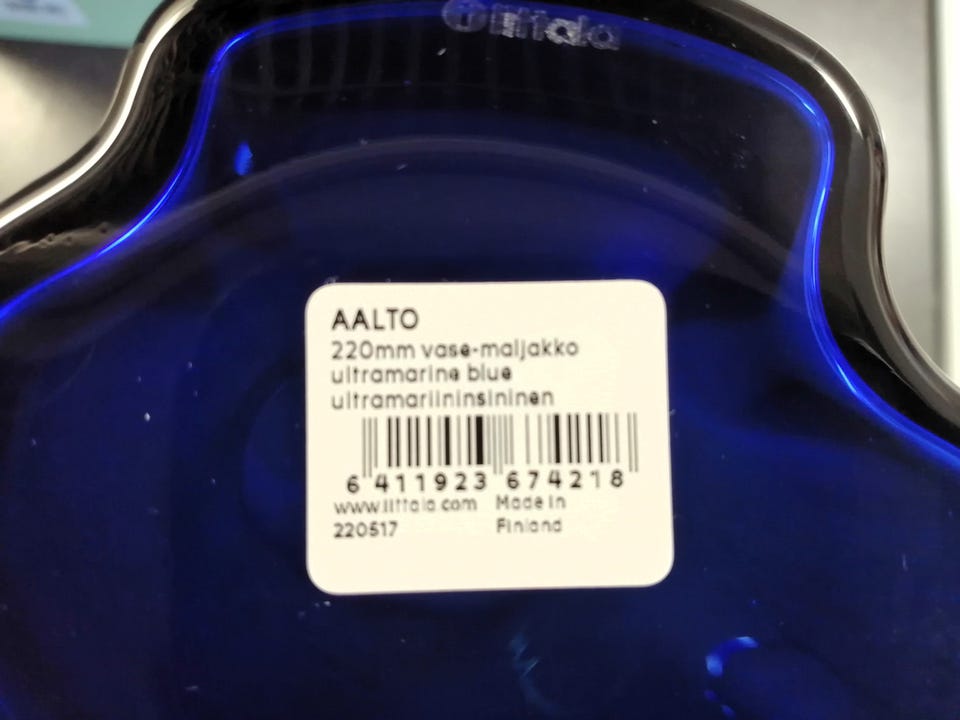 iittala
AALTO
220mm vase-maljakko
ultramarine blue
ultramariininsininen
6 411923 674218
www.iittala.com Made in
220517 Finland